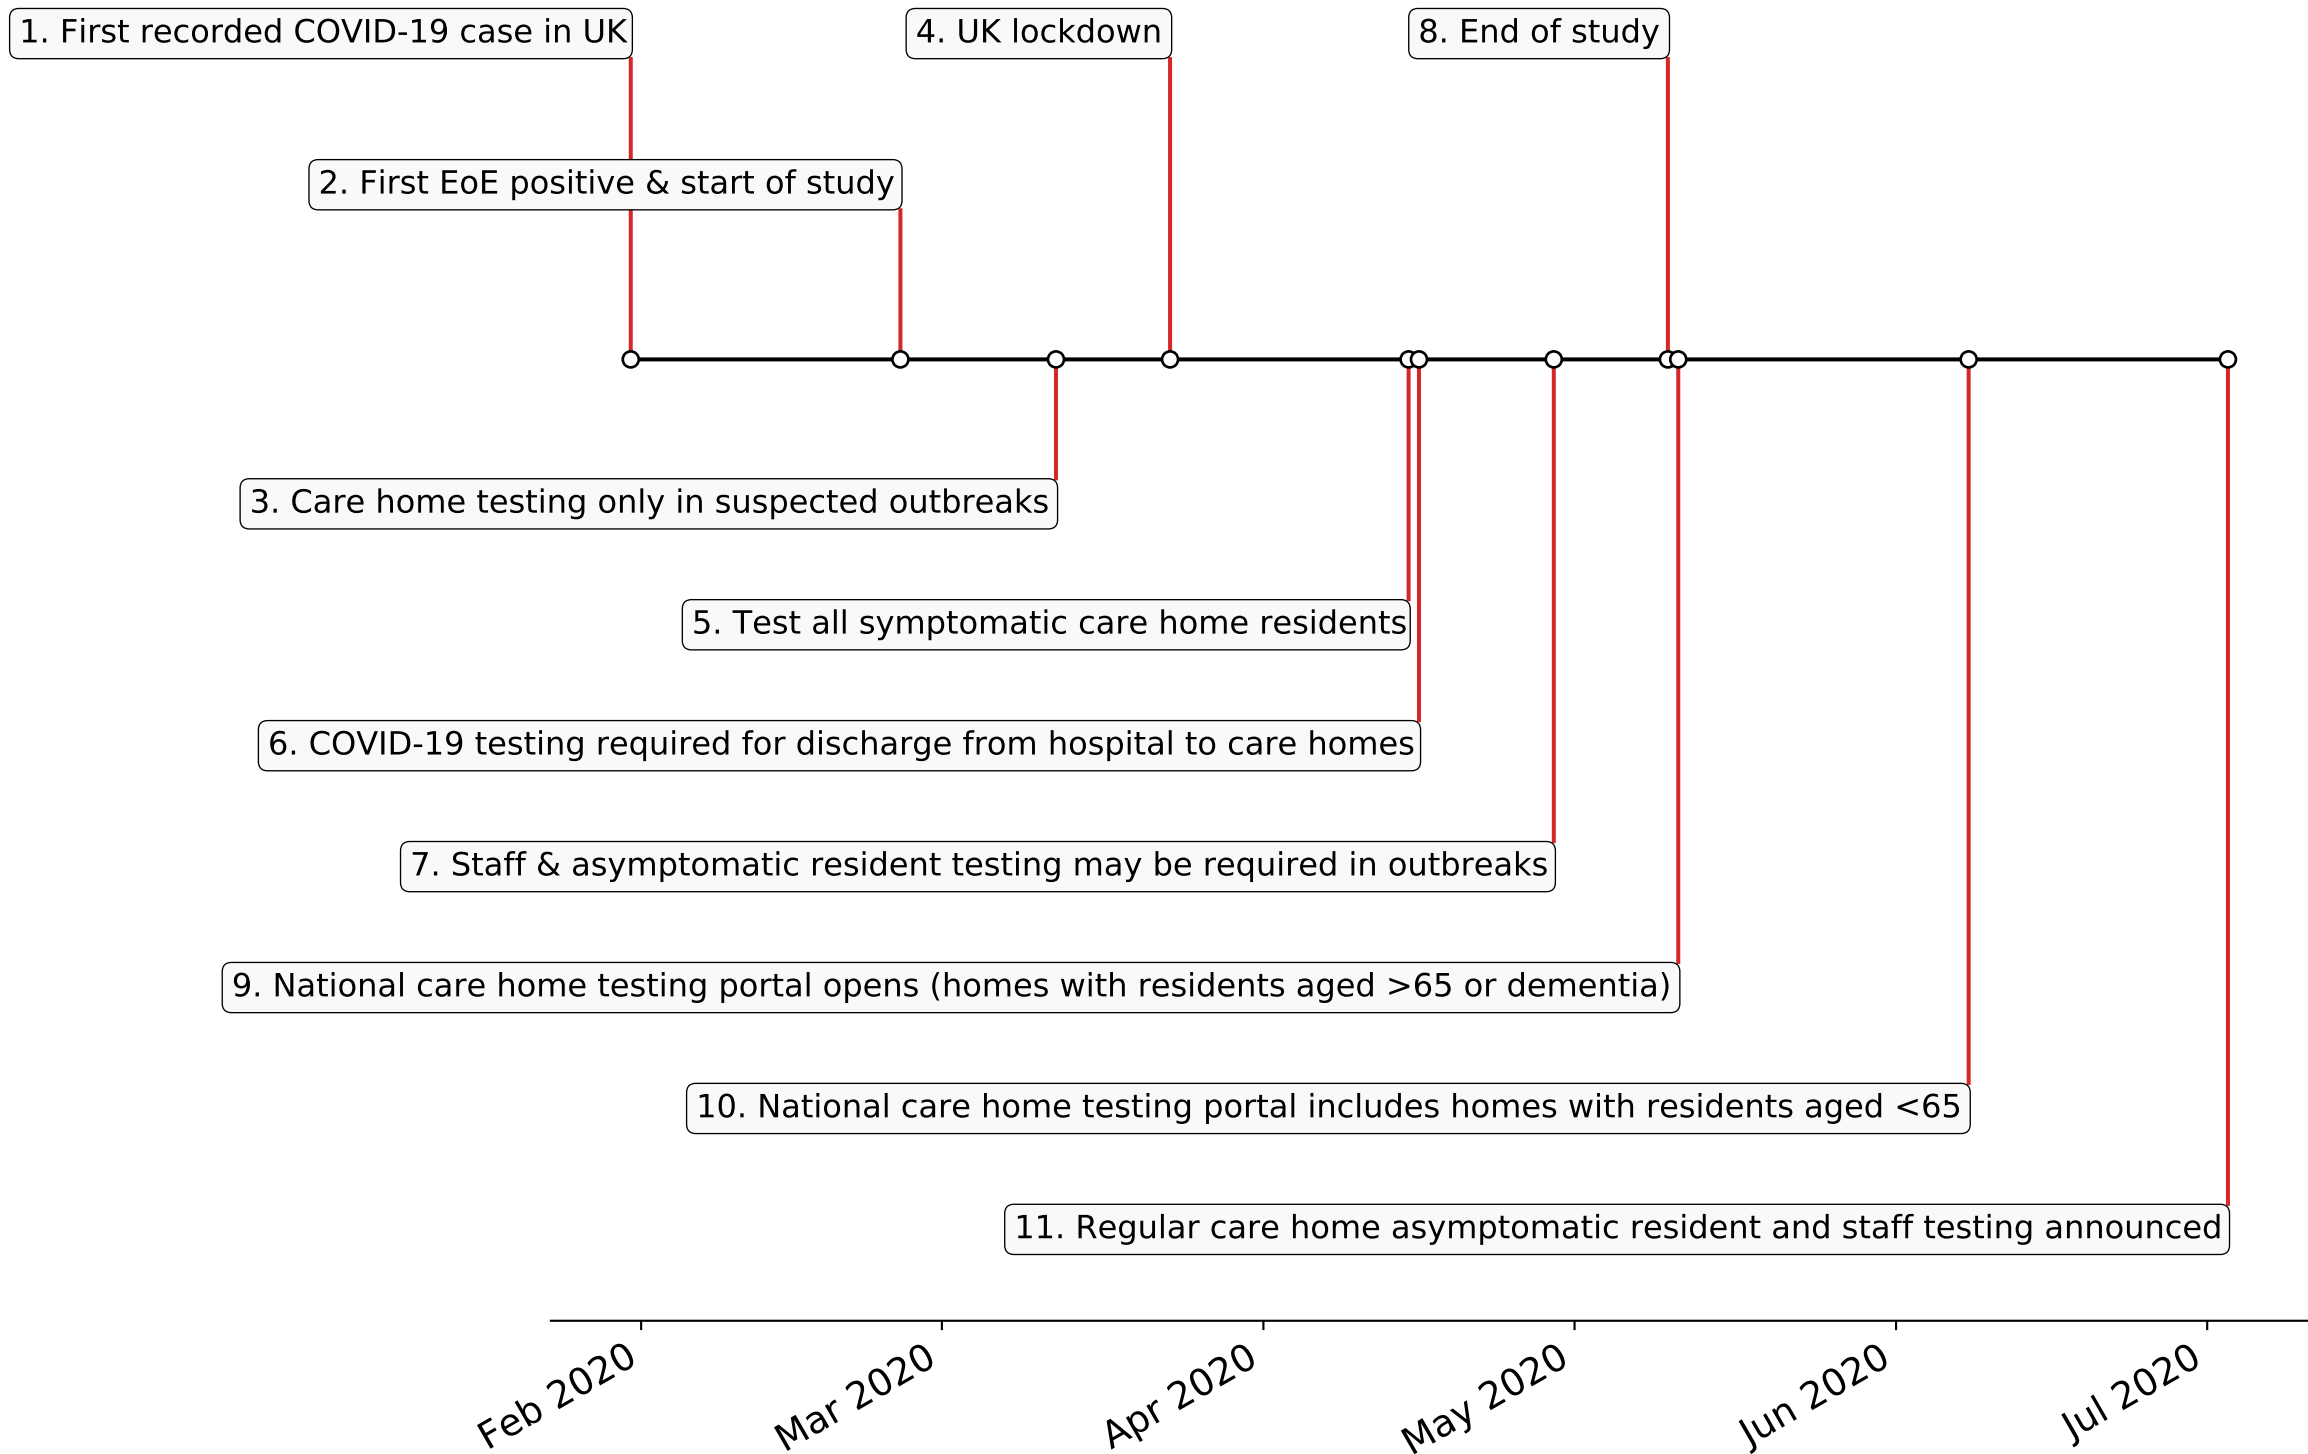 1. First recorded COVID-19 case in UK
4. UK lockdown
8. End of study
2. First EoE positive & start of study
3. Care home testing only in suspected outbreaks
5. Test all symptomatic care home residents
6. COVID-19 testing required for discharge from hospital to care homes
7. Staff & asymptomatic resident testing may be required in outbreaks
9. National care home testing portal opens (homes with residents aged >65 or dementia)
10. National care home testing portal includes homes with residents aged <65
11. Regular care home asymptomatic resident and staff testing announced
Feb 2020
Mar 2020
Apr 2020
May 2020
Jun 2020
Jul 2020